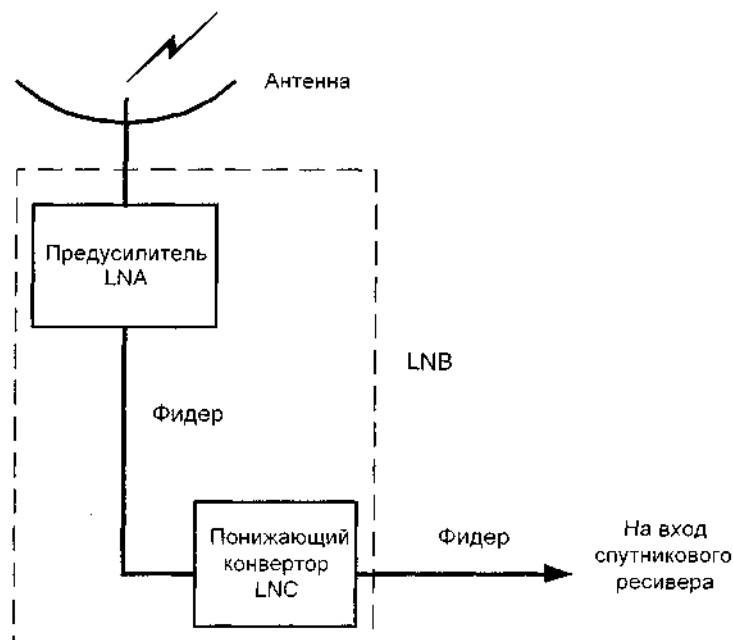 Антенна
Предусилитель
LNA
LNB
Фидер
Понижающий
конвертор
LNC
Фидер
На вход
спутникового
ресивера